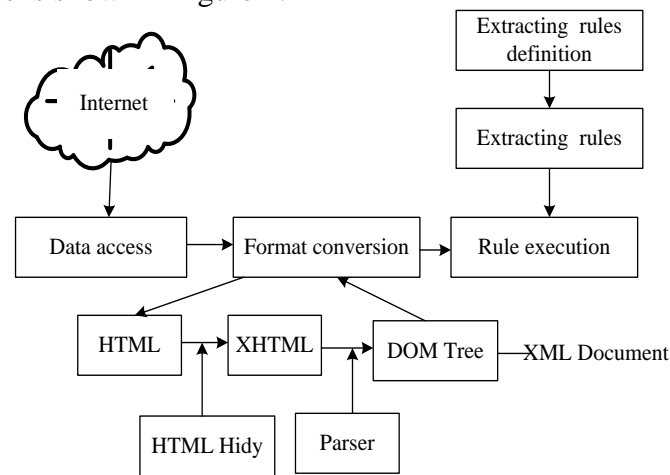 Extracting rules
definition
Internet
Extracting rules
Data access
Format conversion
Rule execution
HTML
XHTML
DOM Tree
XML Document
HTML Hidy
Parser